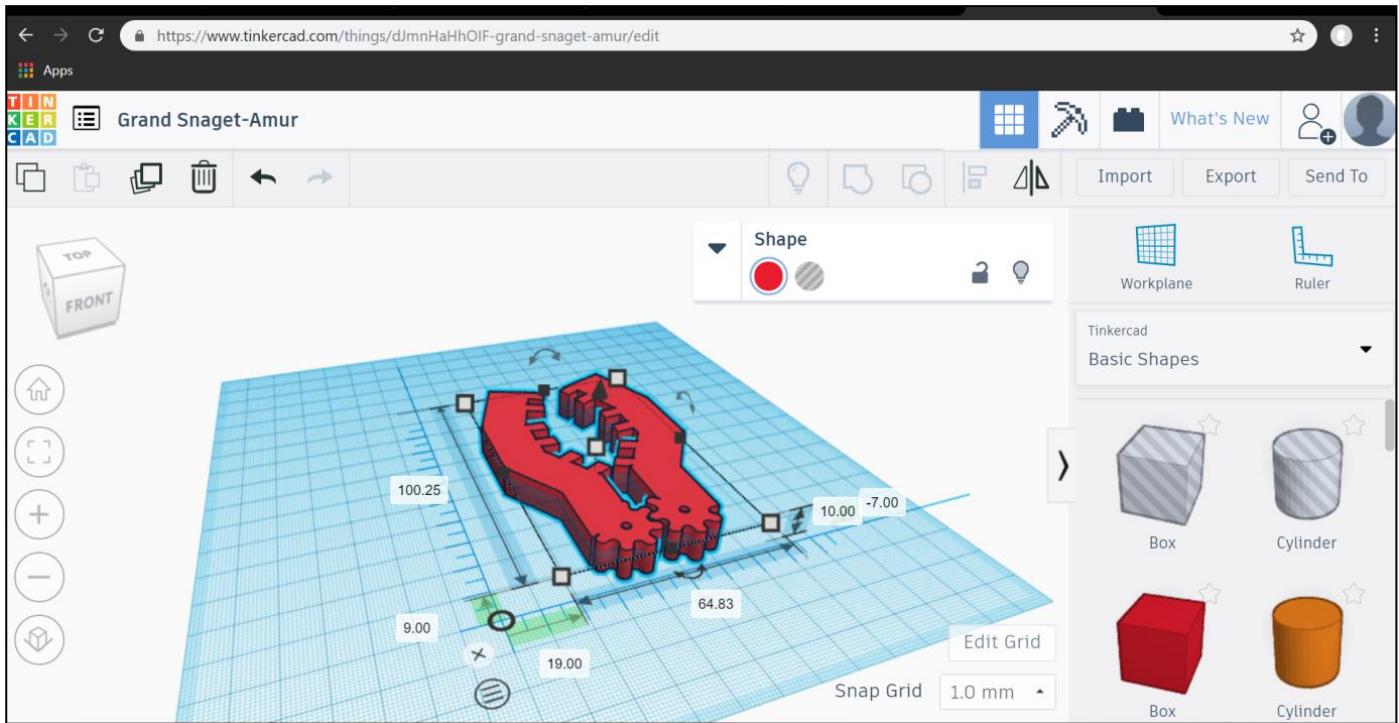 https://www.tinkercad.com/things/dJmnHaHhOIF-grand-snaget-amur/edit
Apps
TIN
KER
CAD
Grand Snaget-Amur
What's New
Import
Export
Send To
TOP
FRONT
Shape
Workplane
Ruler
Tinkercad
Basic Shapes
100.25
10.00
-7.00
64.83
9.00
19.00
Box
Cylinder
Edit Grid
Snap Grid
1.0 mm
Box
Cylinder